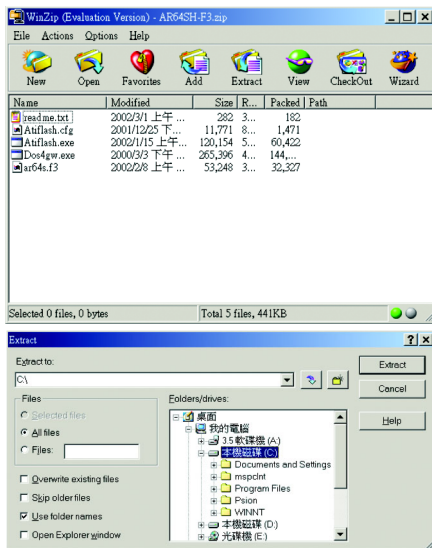 WinZip (Evaluation Version) - AR64SH-F3.zip
File Actions Options Help
New Open Favorites Add Extract View CheckOut Wizard
Name Modified Size R... Packed Path
readme.txt 2002/3/1 上午 ... 282 3... 182
Atiflash.cfg 2001/12/25 下... 11,771 8... 1,471
Atiflash.exe 2002/1/15 上午... 120,154 5... 60,422
Dos4gw.exe 2000/3/3 下午 ... 265,396 4... 144,...
ar64s.f3 2002/2/8 上午 ... 53,248 3... 32,327
Selected 0 files, 0 bytes Total 5 files, 441KB
Extract
Extract to:
C:\
Extract
Cancel
Help
Files
Selected files
All files
Files:
Overwrite existing files
Skip older files
Use folder names
Open Explorer window
Folders/drives:
桌面
我的電腦
3.5 軟碟機 (A:)
本機磁碟 (C:)
Documents and Settings
mspclnt
Program Files
Psion
WINNT
本機磁碟 (D:)
光碟機 (E:)